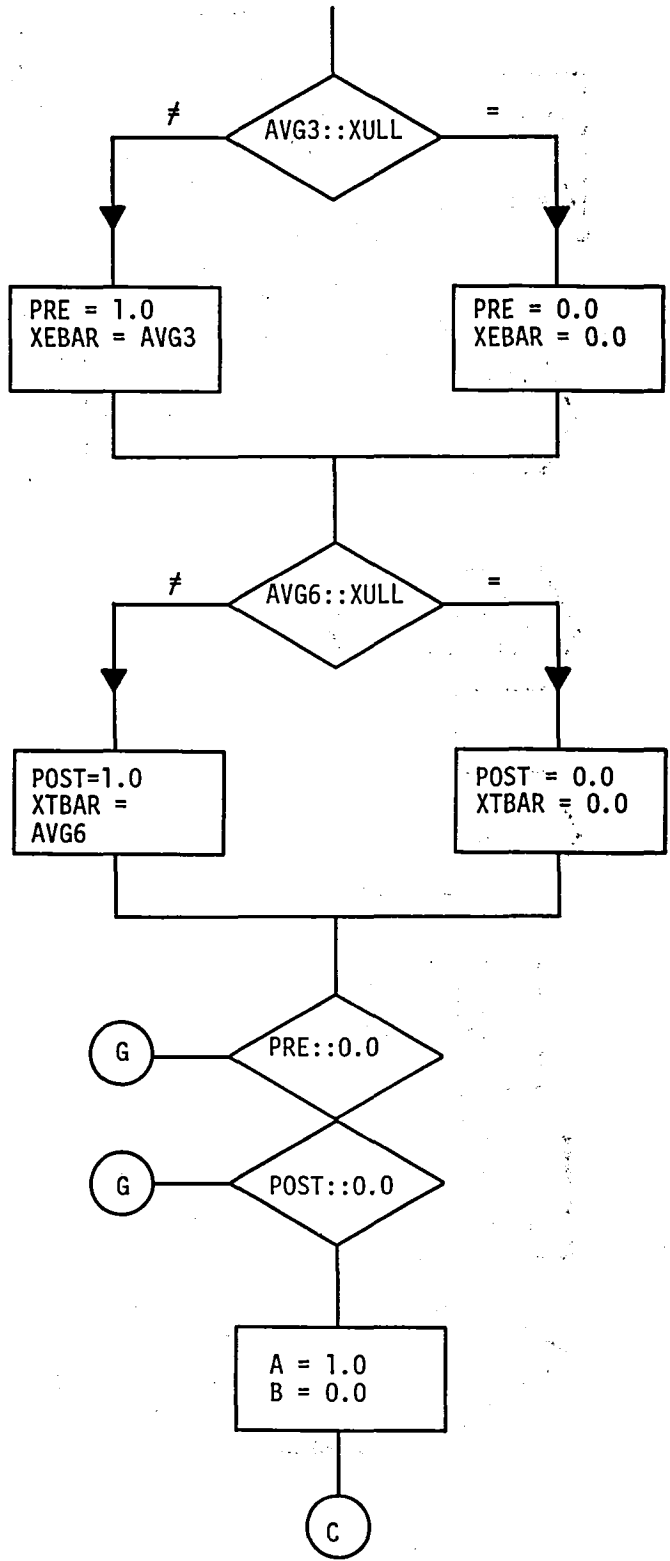 AVG3::XULL
≠
=
PRE = 1.0
XEBAR = AVG3
PRE = 0.0
XEBAR = 0.0
AVG6::XULL
≠
=
POST=1.0
XTBAR =
AVG6
POST = 0.0
XTBAR = 0.0
G
PRE::0.0
G
POST::0.0
A = 1.0
B = 0.0
C